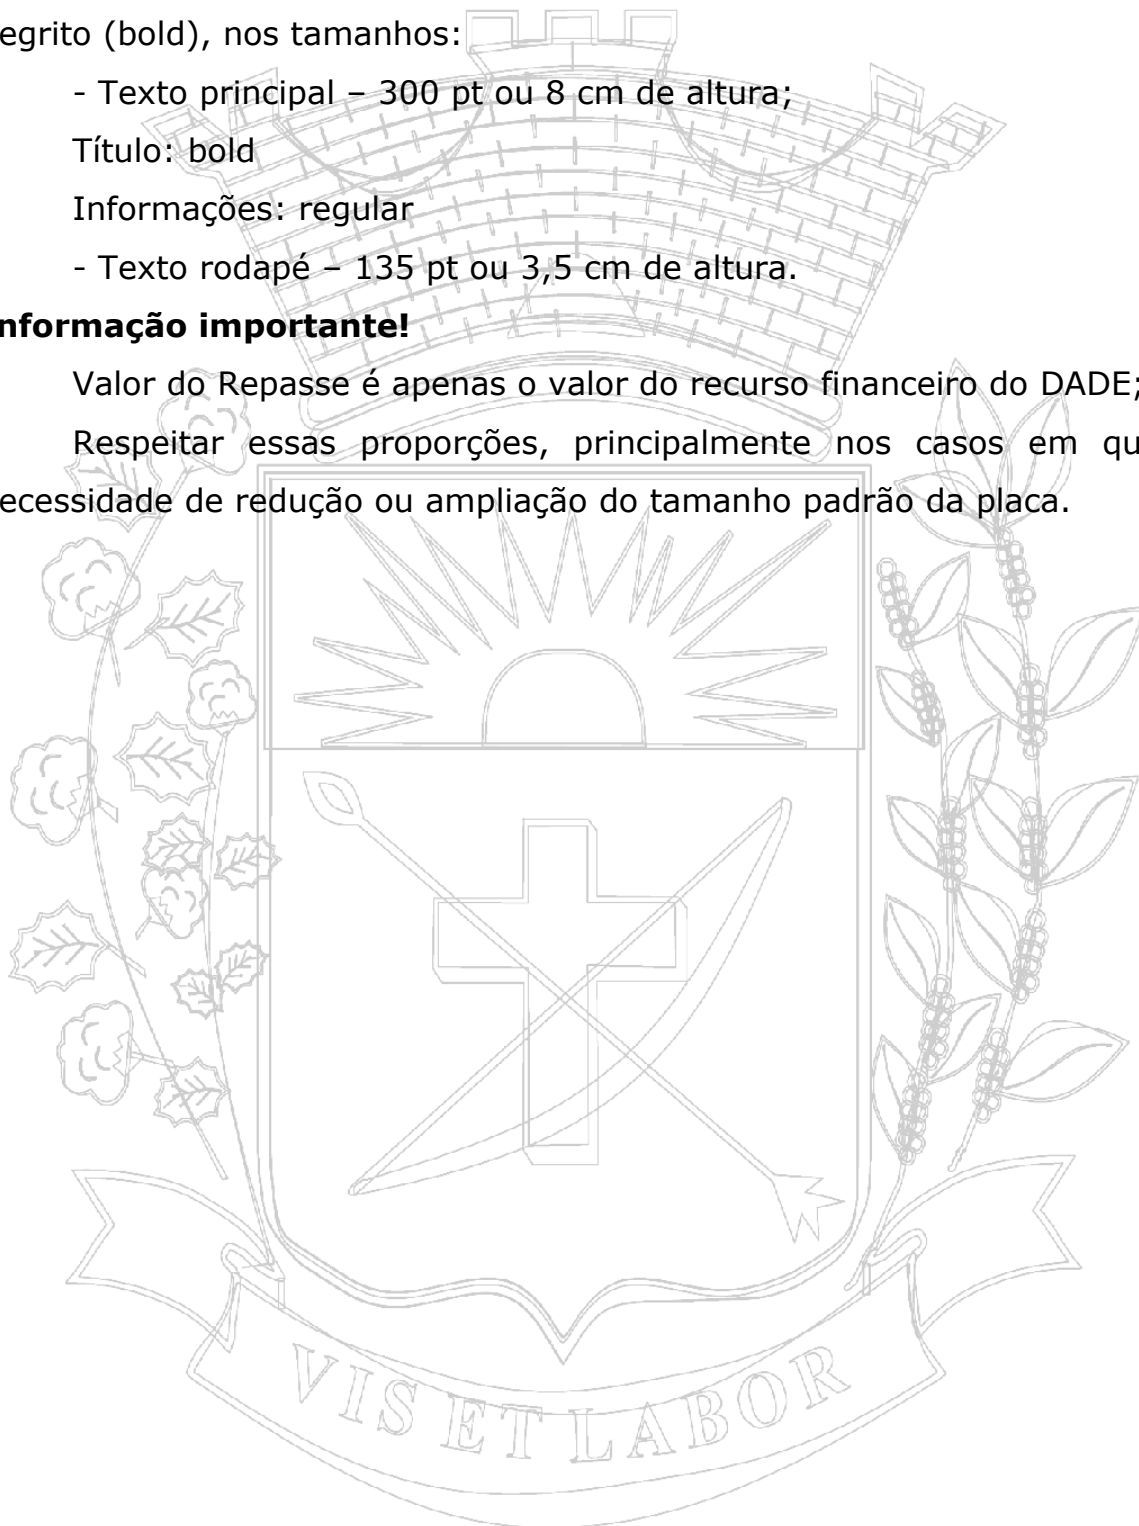 egrito (bold), nos tamanhos:
- Texto principal – 300 pt ou 8 cm de altura;
Título: bold
Informações: regular
- Texto rodapé – 135 pt ou 3,5 cm de altura.
nformação importante!
Valor do Repasse é apenas o valor do recurso financeiro do DADE;
Respeitar essas proporções, principalmente nos casos em qu
ecessidade de redução ou ampliação do tamanho padrão da placa.
VIS ET LABOR